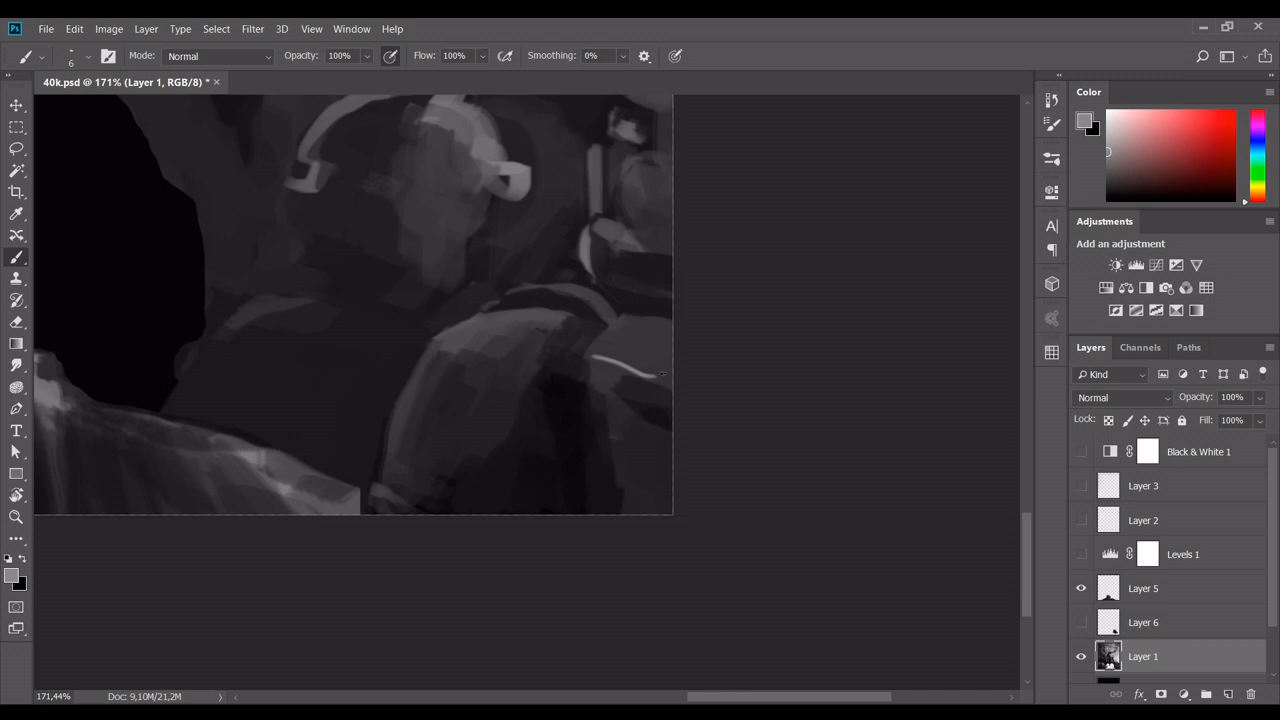 Ps File Edit Image Layer Type Select Filter 3D View Window Help
6 Mode: Normal Opacity: 100% Flow: 100% Smoothing: 0%
40k.psd @ 171% (Layer 1, RGB/8) * ×
Color
Adjustments
Add an adjustment
Layers Channels Paths
Kind
Normal Opacity: 100%
Lock: Fill: 100%
Black & White 1
Layer 3
Layer 2
Levels 1
Layer 5
Layer 6
Layer 1
171,44% Doc: 9,10M/21,2M